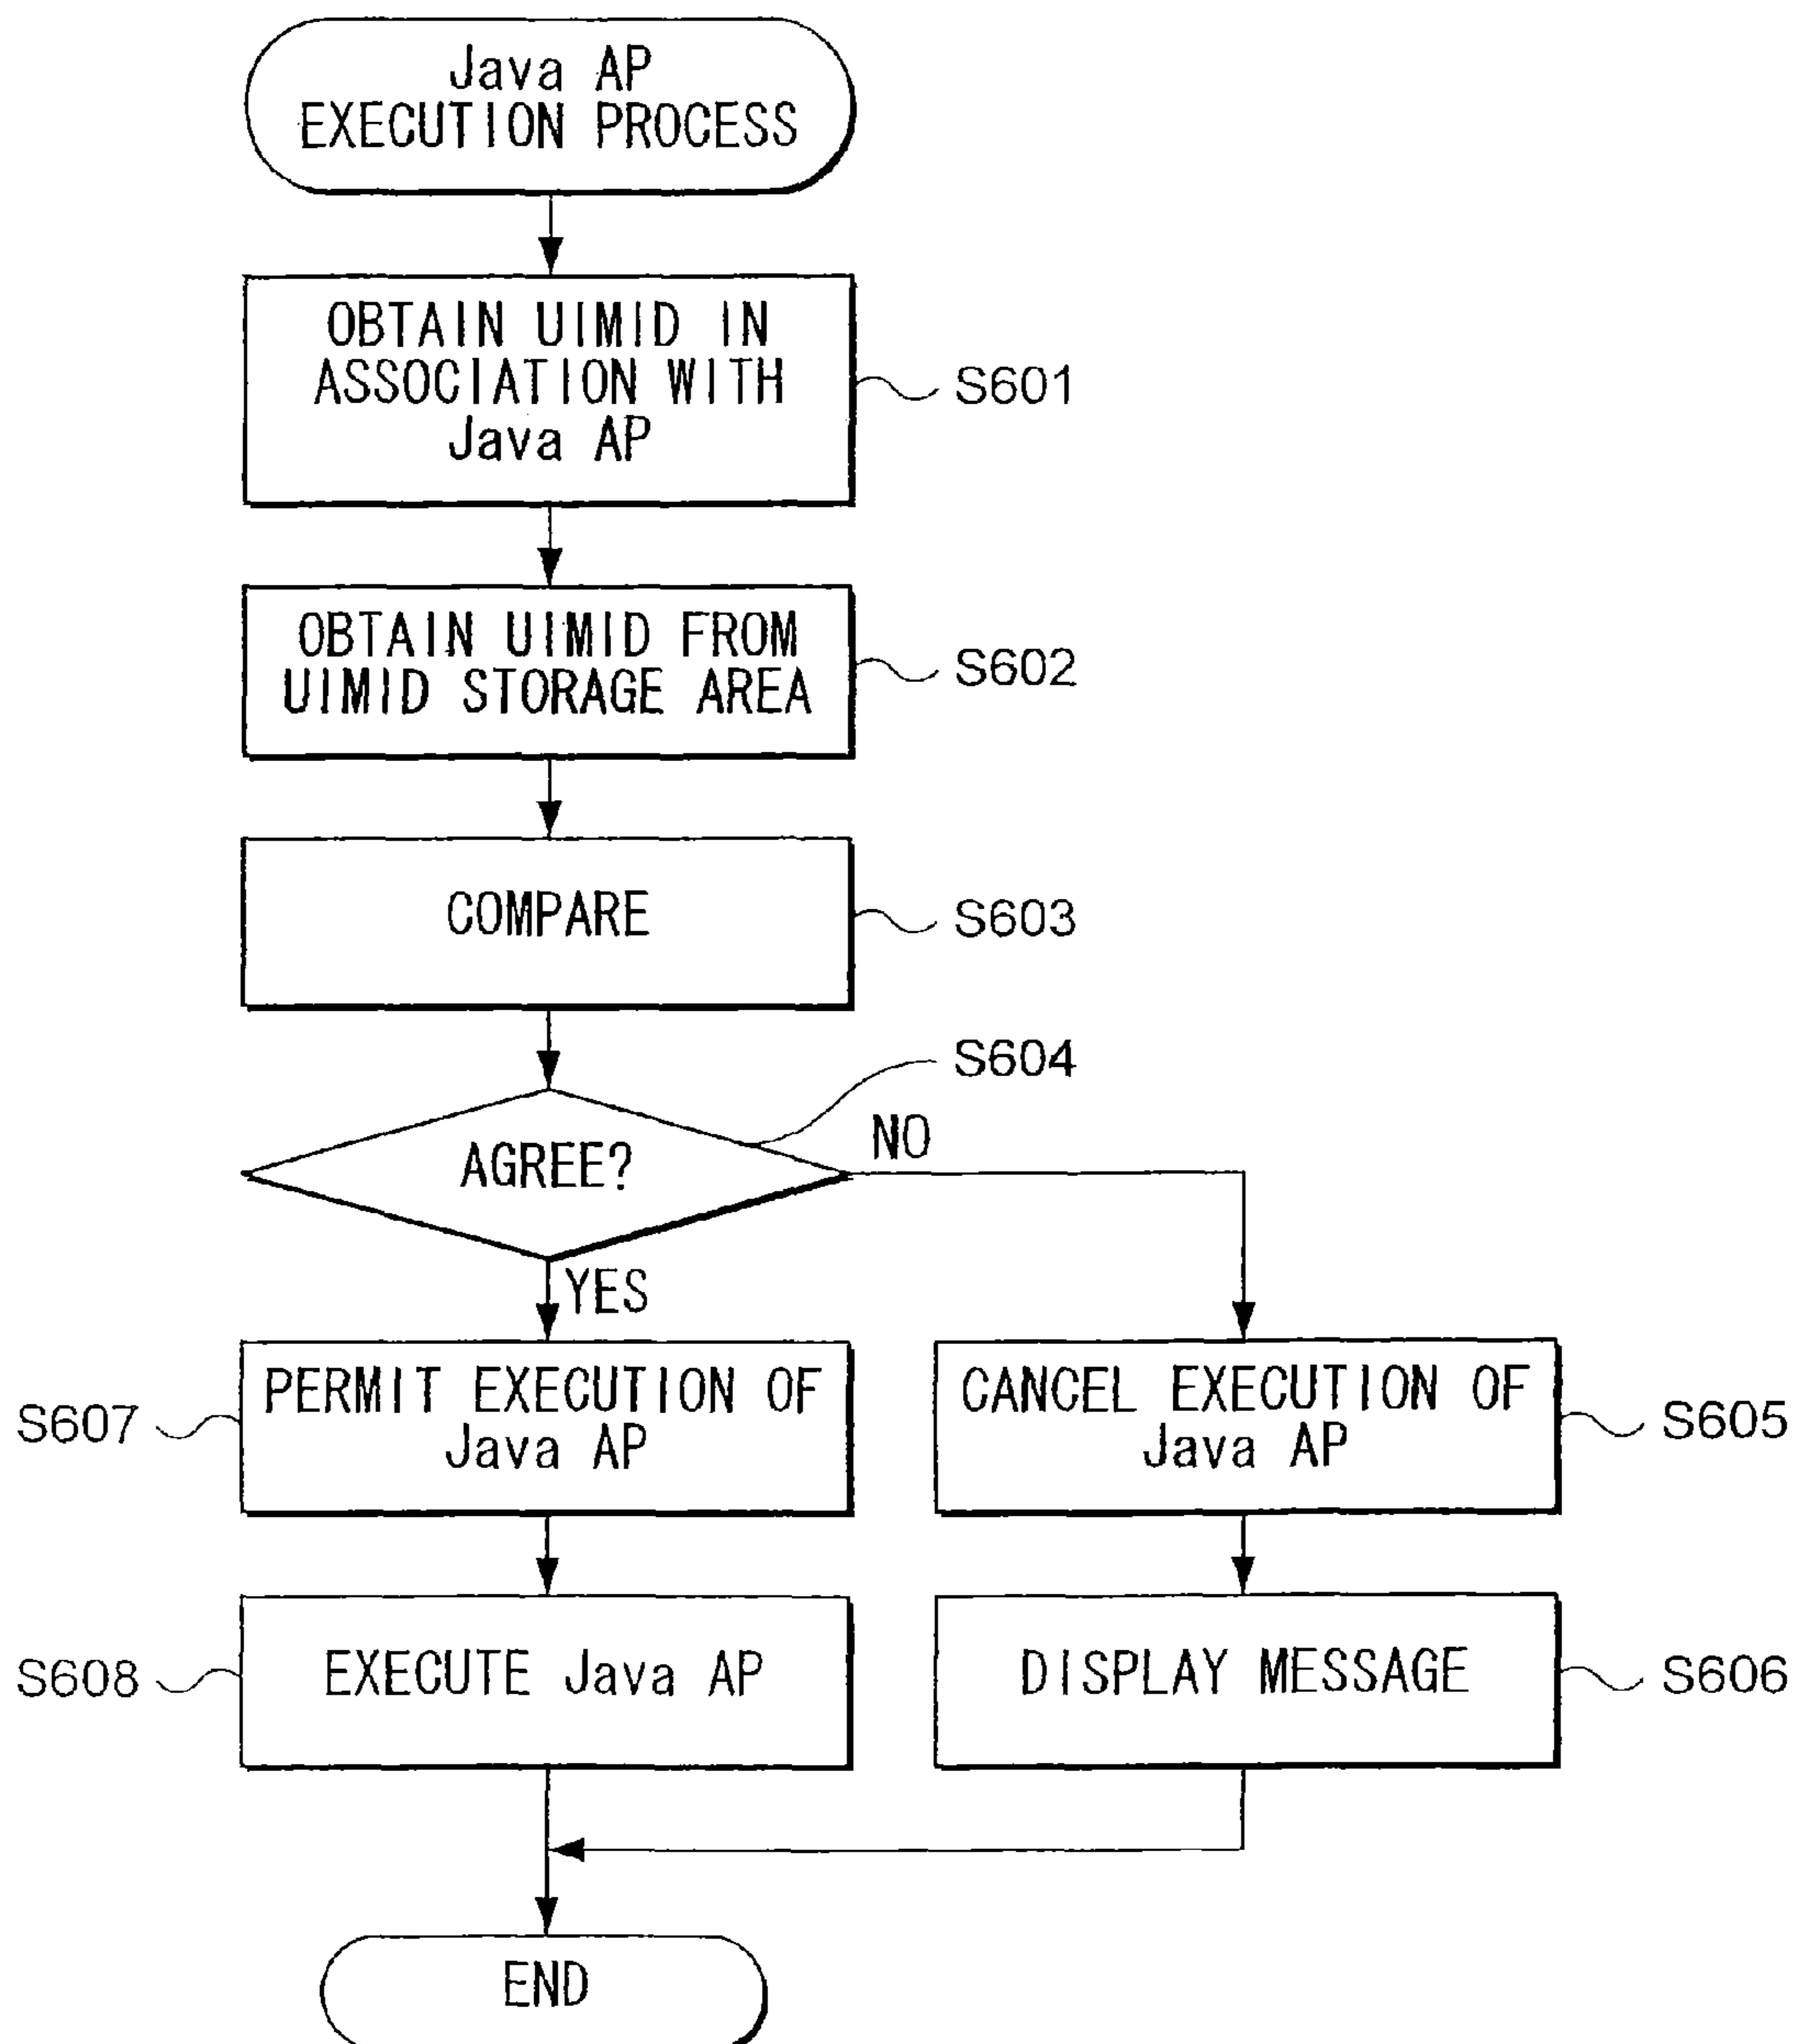 Java AP
EXECUTION PROCESS
OBTAIN UIMID IN
ASSOCIATION WITH
Java AP
S601
OBTAIN UIMID FROM
UIMID STORAGE AREA
S602
COMPARE
S603
S604
AGREE?
NO
YES
PERMIT EXECUTION OF
Java AP
S607
CANCEL EXECUTION OF
Java AP
S605
EXECUTE Java AP
S608
DISPLAY MESSAGE
S606
END